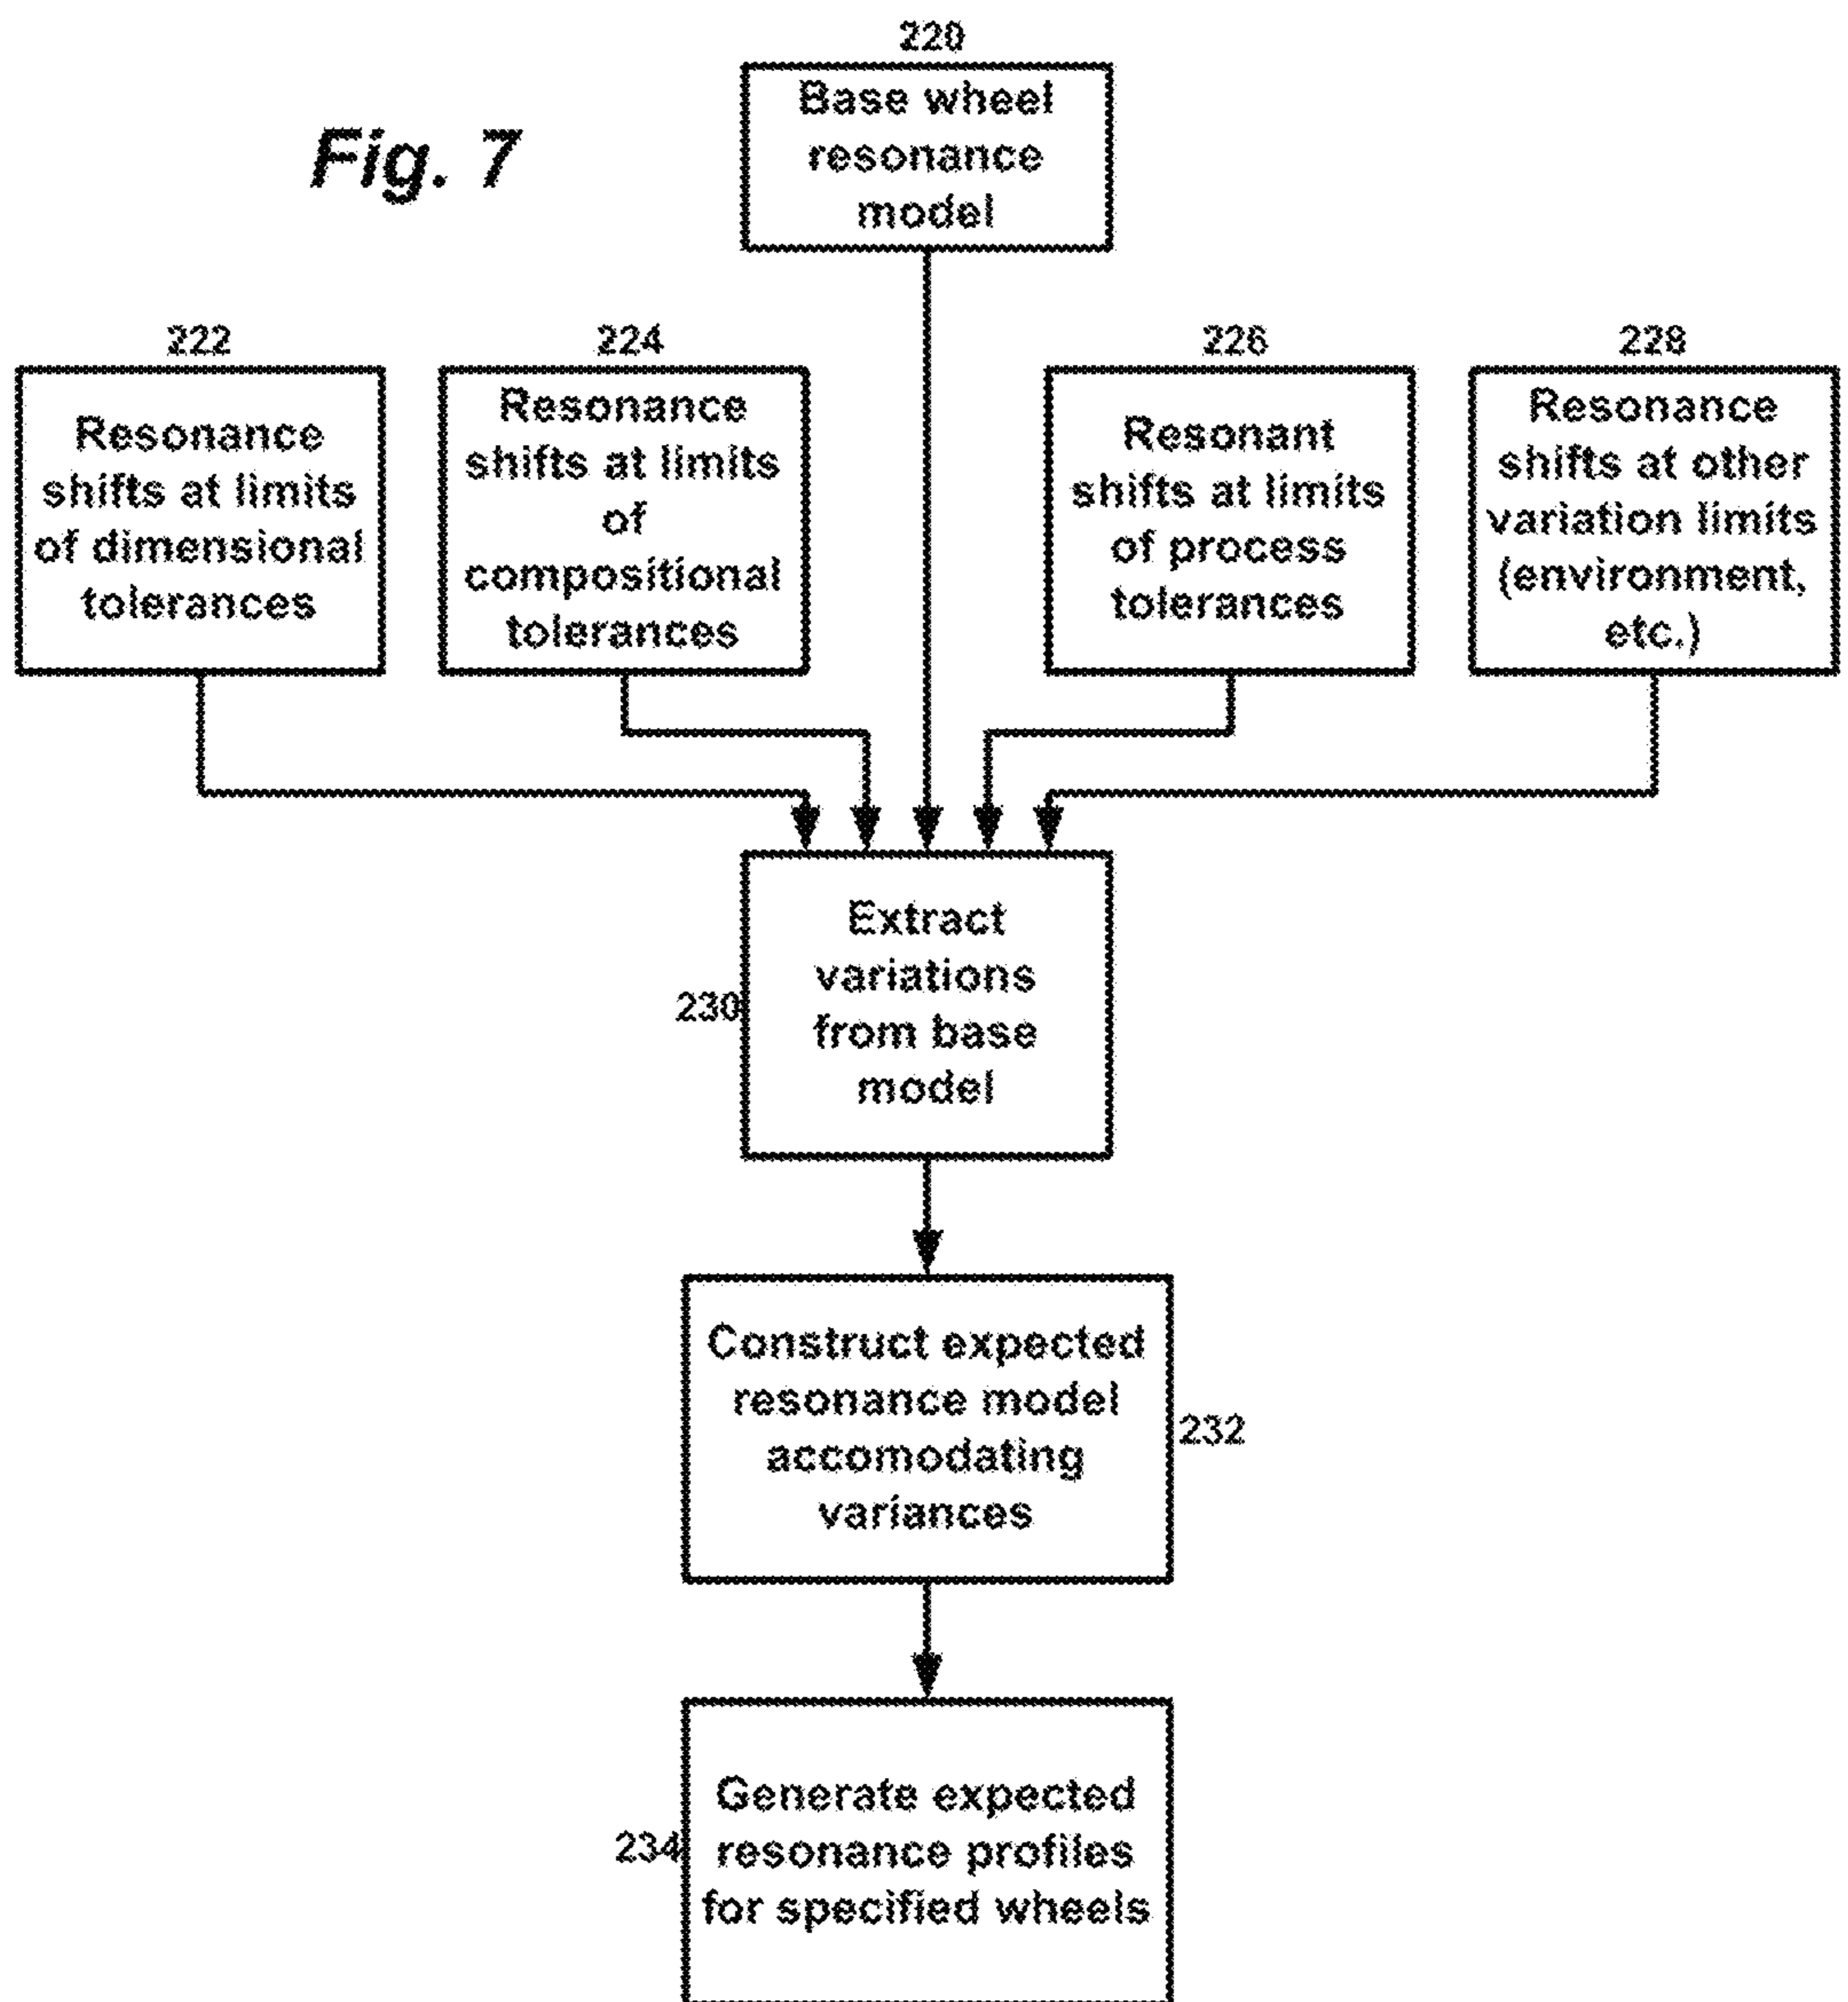 220
Base wheel
resonance
model
Fig. 7
222
Resonance
shifts at limits
of dimensional
tolerances
224
Resonance
shifts at limits
of
compositional
tolerances
226
Resonant
shifts at limits
of process
tolerances
228
Resonance
shifts at other
variation limits
(environment,
etc.)
230
Extract
variations
from base
model
Construct expected
resonance model
accomodating
variances
232
234
Generate expected
resonance profiles
for specified wheels